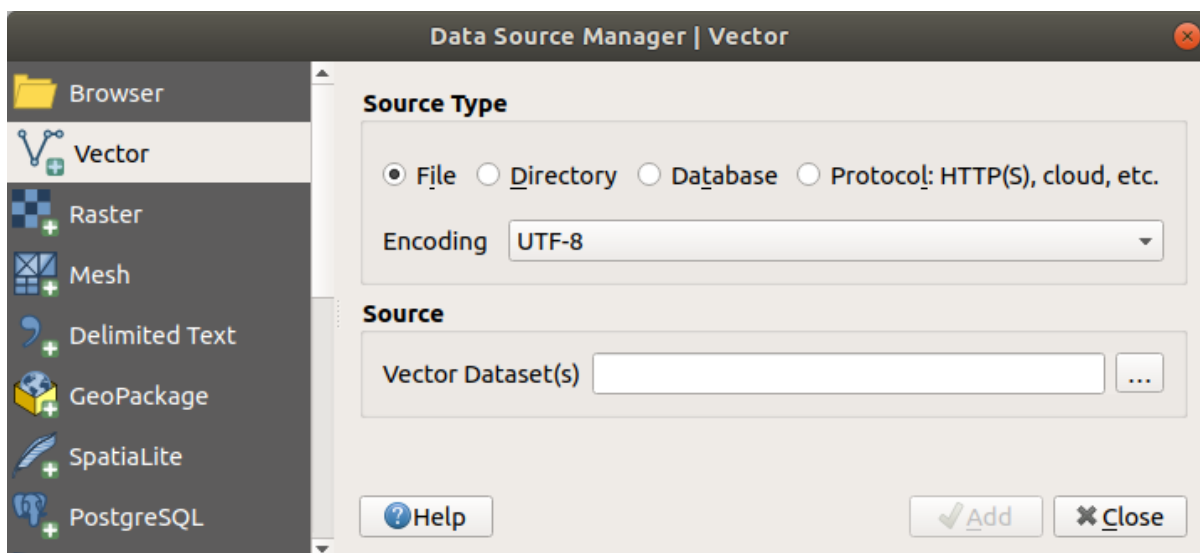 Data Source Manager | Vector
Browser
Vector
Raster
Mesh
Delimited Text
GeoPackage
SpatiaLite
PostgreSQL
Source Type
File Directory Database Protocol: HTTP(S), cloud, etc.
Encoding UTF-8
Source
Vector Dataset(s) ...
Help Add Close